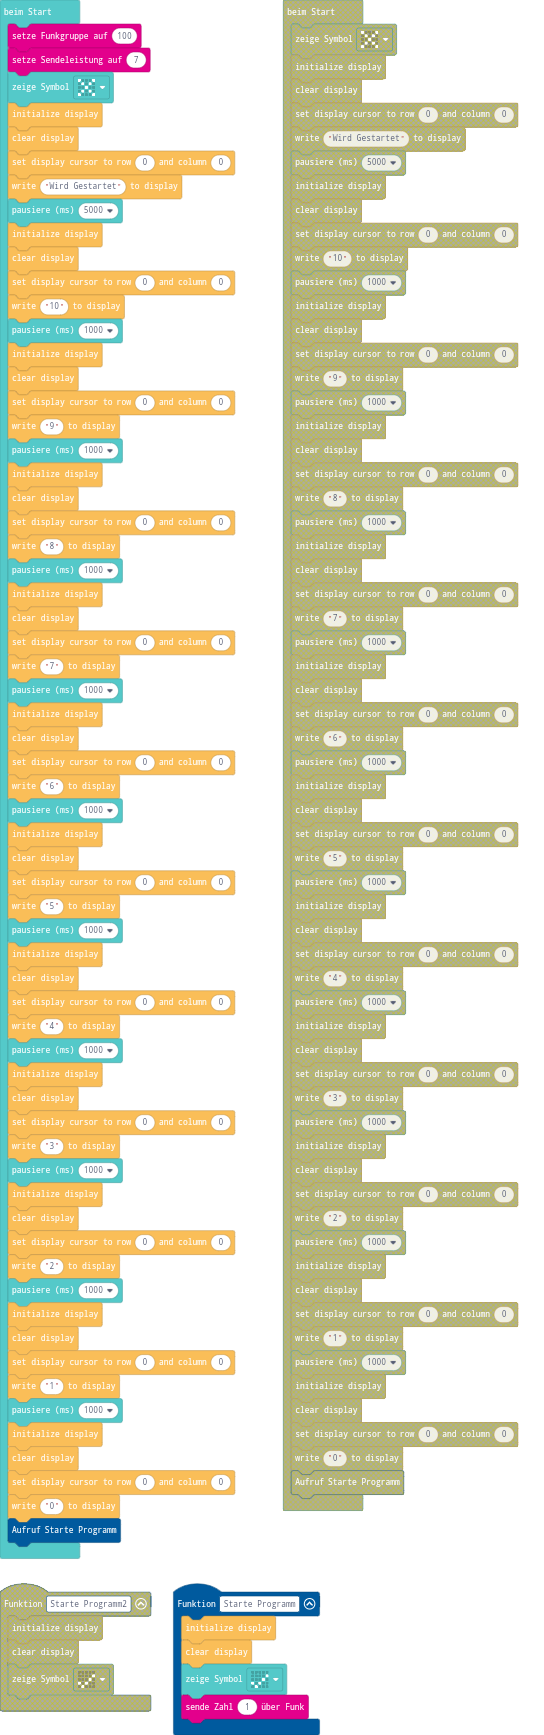 beim Start
setze Funkgruppe auf 100
setze Sendeleistung auf 7
zeige Symbol
initialize display
clear display
set display cursor to row 0 and column 0
write "Wird Gestartet" to display
pausiere (ms) 5000
initialize display
clear display
set display cursor to row 0 and column 0
write "10" to display
pausiere (ms) 1000
initialize display
clear display
set display cursor to row 0 and column 0
write "9" to display
pausiere (ms) 1000
initialize display
clear display
set display cursor to row 0 and column 0
write "8" to display
pausiere (ms) 1000
initialize display
clear display
set display cursor to row 0 and column 0
write "7" to display
pausiere (ms) 1000
initialize display
clear display
set display cursor to row 0 and column 0
write "6" to display
pausiere (ms) 1000
initialize display
clear display
set display cursor to row 0 and column 0
write "5" to display
pausiere (ms) 1000
initialize display
clear display
set display cursor to row 0 and column 0
write "4" to display
pausiere (ms) 1000
initialize display
clear display
set display cursor to row 0 and column 0
write "3" to display
pausiere (ms) 1000
initialize display
clear display
set display cursor to row 0 and column 0
write "2" to display
pausiere (ms) 1000
initialize display
clear display
set display cursor to row 0 and column 0
write "1" to display
pausiere (ms) 1000
initialize display
clear display
set display cursor to row 0 and column 0
write "0" to display
Aufruf Starte Programm
beim Start
zeige Symbol
initialize display
clear display
set display cursor to row 0 and column 0
write "Wird Gestartet" to display
pausiere (ms) 5000
initialize display
clear display
set display cursor to row 0 and column 0
write "10" to display
pausiere (ms) 1000
initialize display
clear display
set display cursor to row 0 and column 0
write "9" to display
pausiere (ms) 1000
initialize display
clear display
set display cursor to row 0 and column 0
write "8" to display
pausiere (ms) 1000
initialize display
clear display
set display cursor to row 0 and column 0
write "7" to display
pausiere (ms) 1000
initialize display
clear display
set display cursor to row 0 and column 0
write "6" to display
pausiere (ms) 1000
initialize display
clear display
set display cursor to row 0 and column 0
write "5" to display
pausiere (ms) 1000
initialize display
clear display
set display cursor to row 0 and column 0
write "4" to display
pausiere (ms) 1000
initialize display
clear display
set display cursor to row 0 and column 0
write "3" to display
pausiere (ms) 1000
initialize display
clear display
set display cursor to row 0 and column 0
write "2" to display
pausiere (ms) 1000
initialize display
clear display
set display cursor to row 0 and column 0
write "1" to display
pausiere (ms) 1000
initialize display
clear display
set display cursor to row 0 and column 0
write "0" to display
Aufruf Starte Programm
Funktion Starte Programm2
initialize display
clear display
zeige Symbol
Funktion Starte Programm
initialize display
clear display
zeige Symbol
sende Zahl 1 über Funk